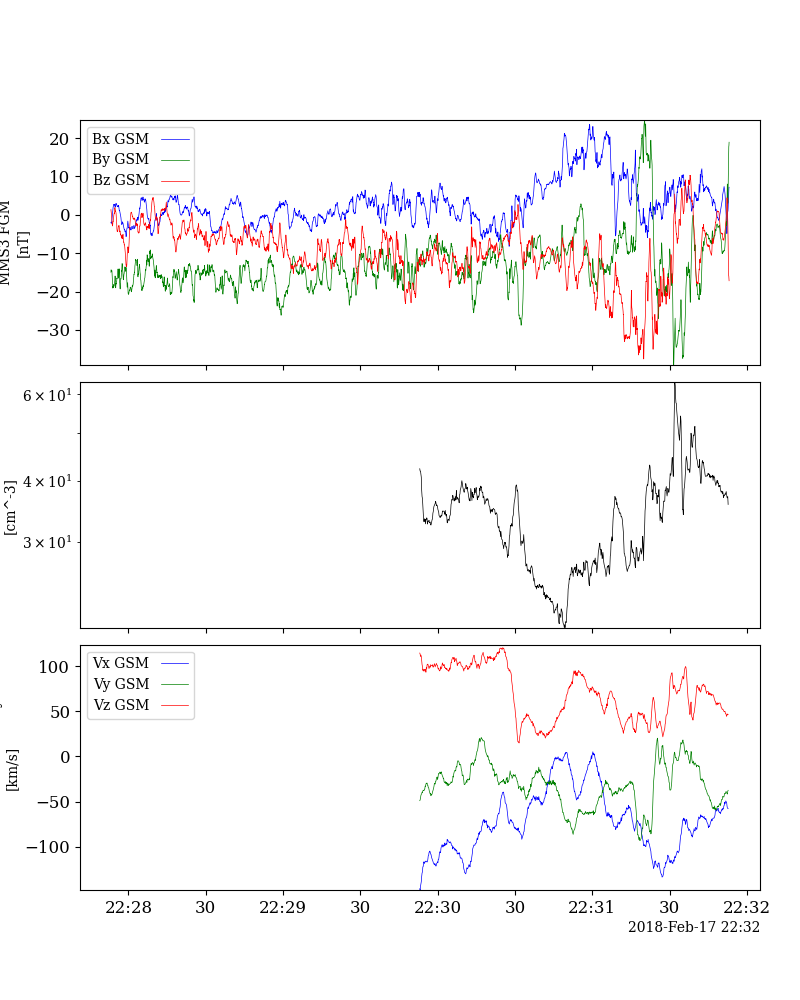 Bx GSM
By GSM
Bz GSM
20
10
0
−10
−20
−30
MMS3 FGM
[nT]
6 × 10¹
4 × 10¹
3 × 10¹
[cm^-3]
Vx GSM
Vy GSM
Vz GSM
100
50
0
−50
−100
[km/s]
22:28 30 22:29 30 22:30 30 22:31 30 22:32
2018-Feb-17 22:32